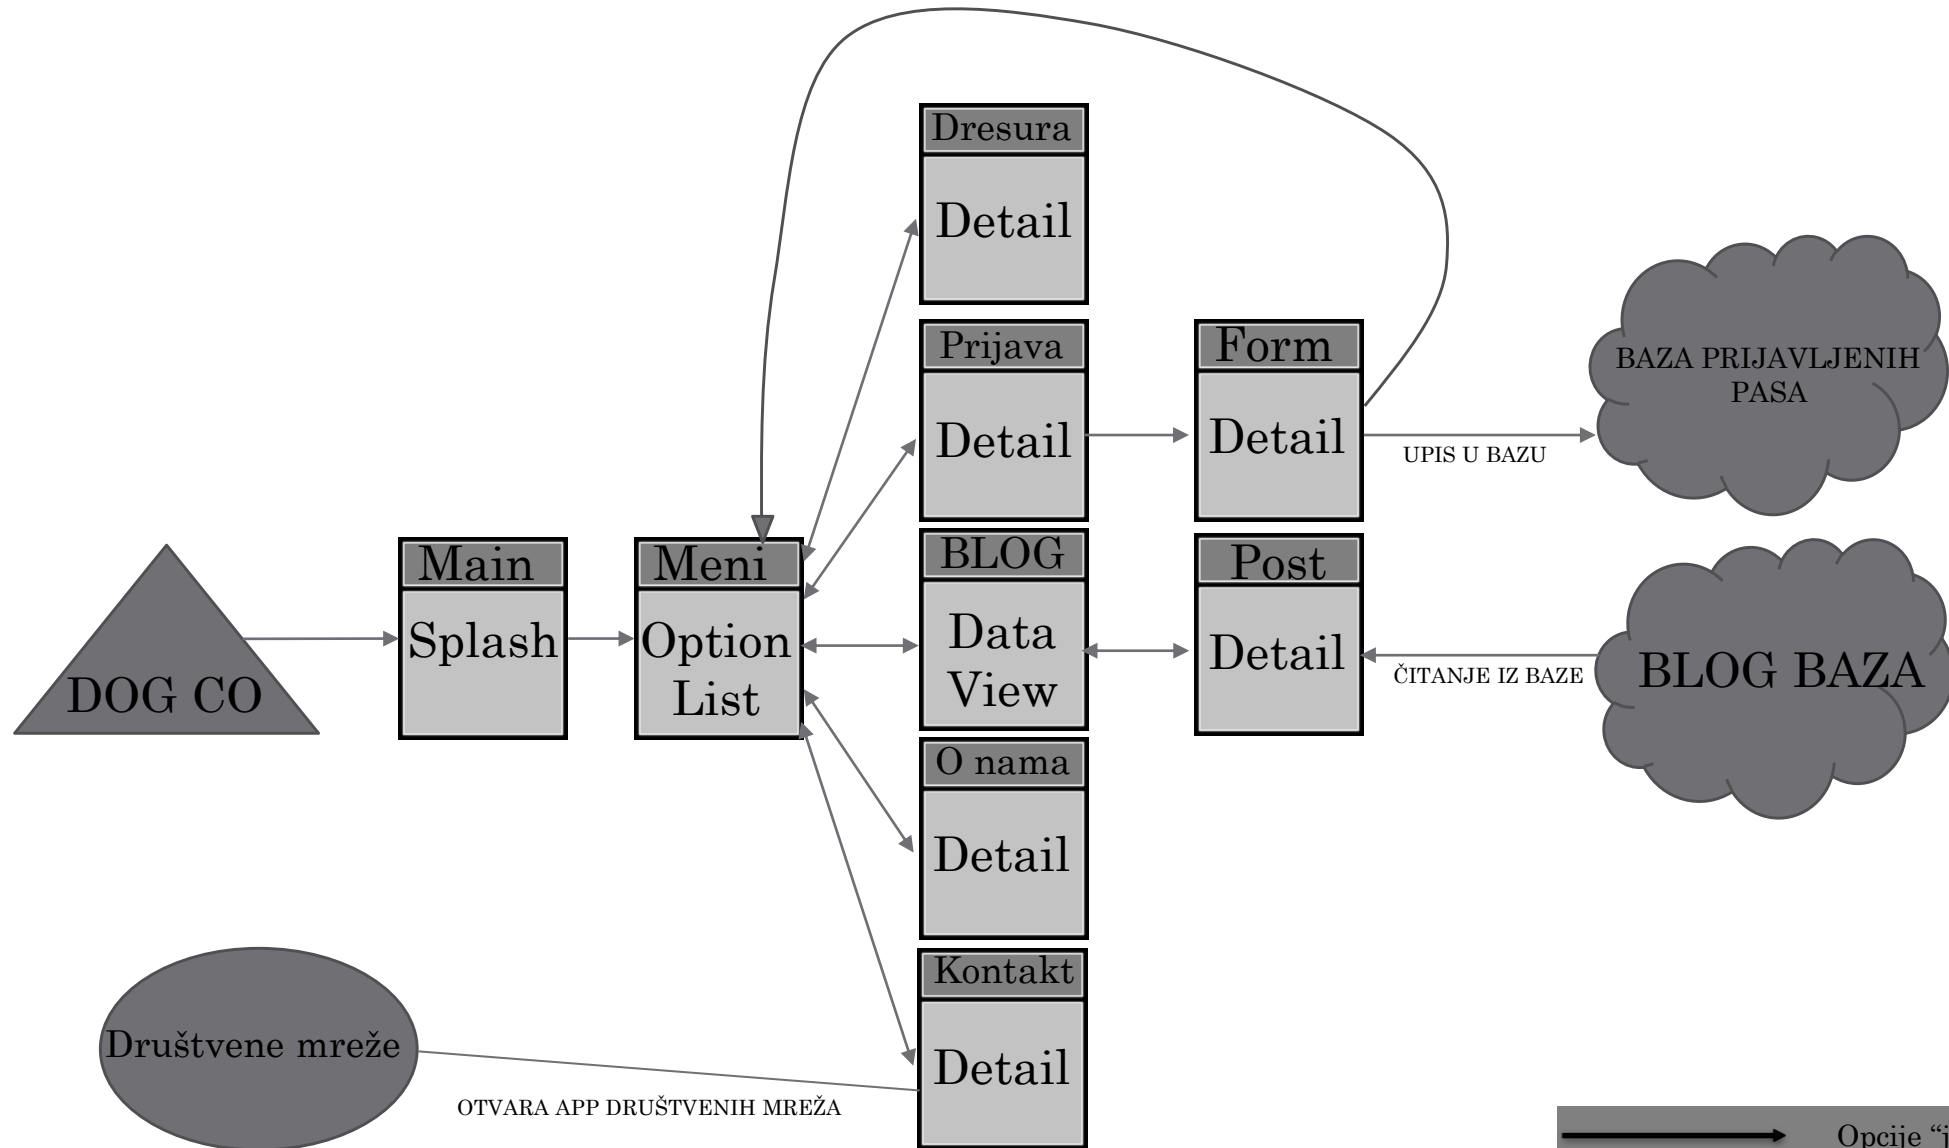 Dresura
Detail
Prijava
Detail
Form
Detail
BAZA PRIJAVLJENIH
PASA
UPIS U BAZU
DOG CO
Main
Splash
Meni
Option
List
BLOG
Data
View
Post
Detail
ČITANJE IZ BAZE
BLOG BAZA
O nama
Detail
Kontakt
Detail
Društvene mreže
OTVARA APP DRUŠTVENIH MREŽA
Opcije